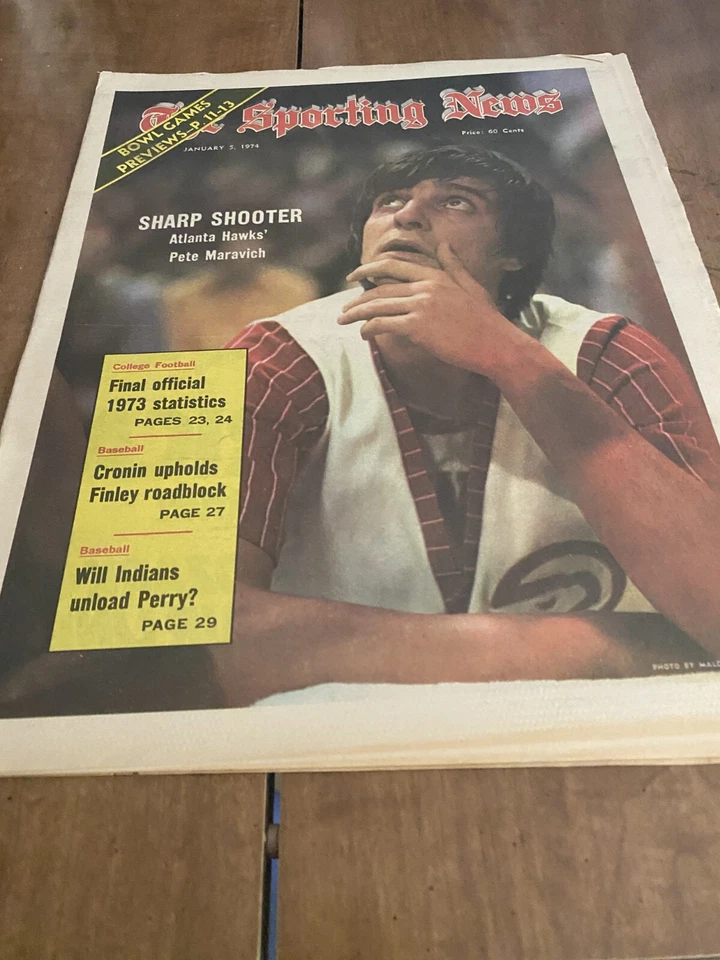 BOWL GAMES
PREVIEWS-P. 11-13
The Sporting News
JANUARY 5, 1974
Price: 60 Cents
SHARP SHOOTER
Atlanta Hawks'
Pete Maravich
College Football
Final official
1973 statistics
PAGES 23, 24
Baseball
Cronin upholds
Finley roadblock
PAGE 27
Baseball
Will Indians
unload Perry?
PAGE 29
PHOTO BY